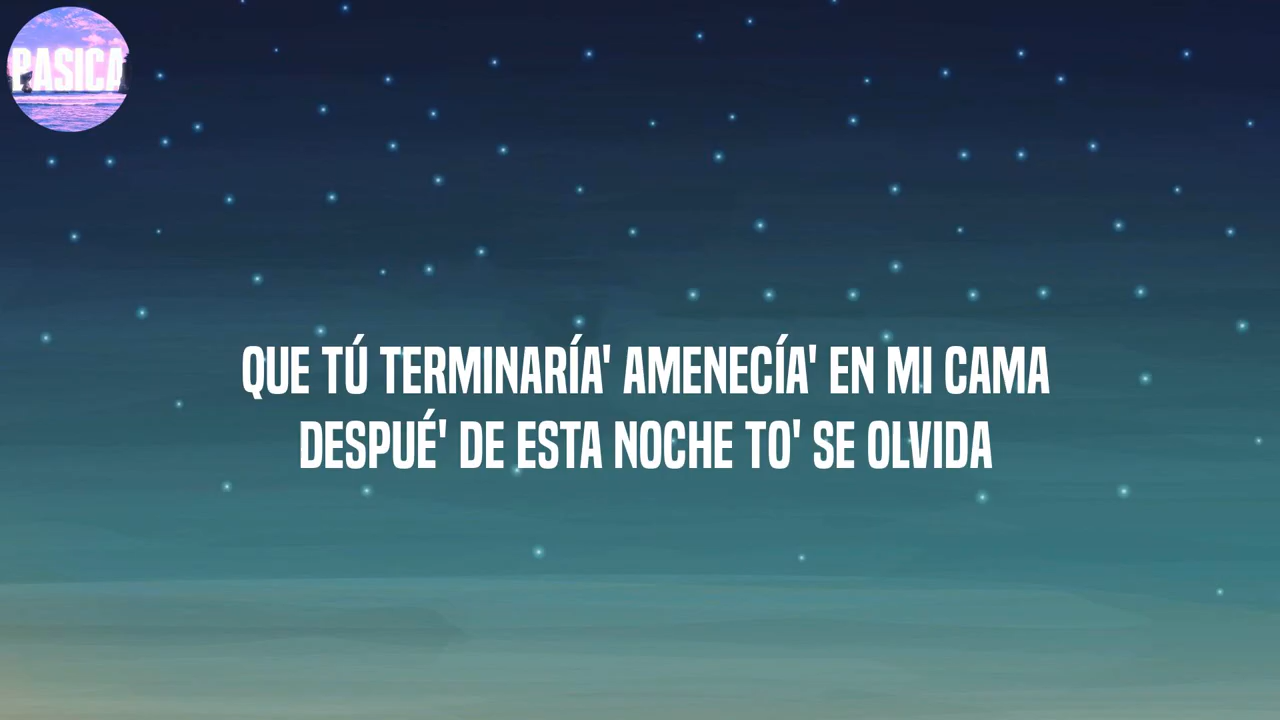 PASICA
QUE TÚ TERMINARÍA' AMENECÍA' EN MI CAMA
DESPUÉ' DE ESTA NOCHE TO' SE OLVIDA